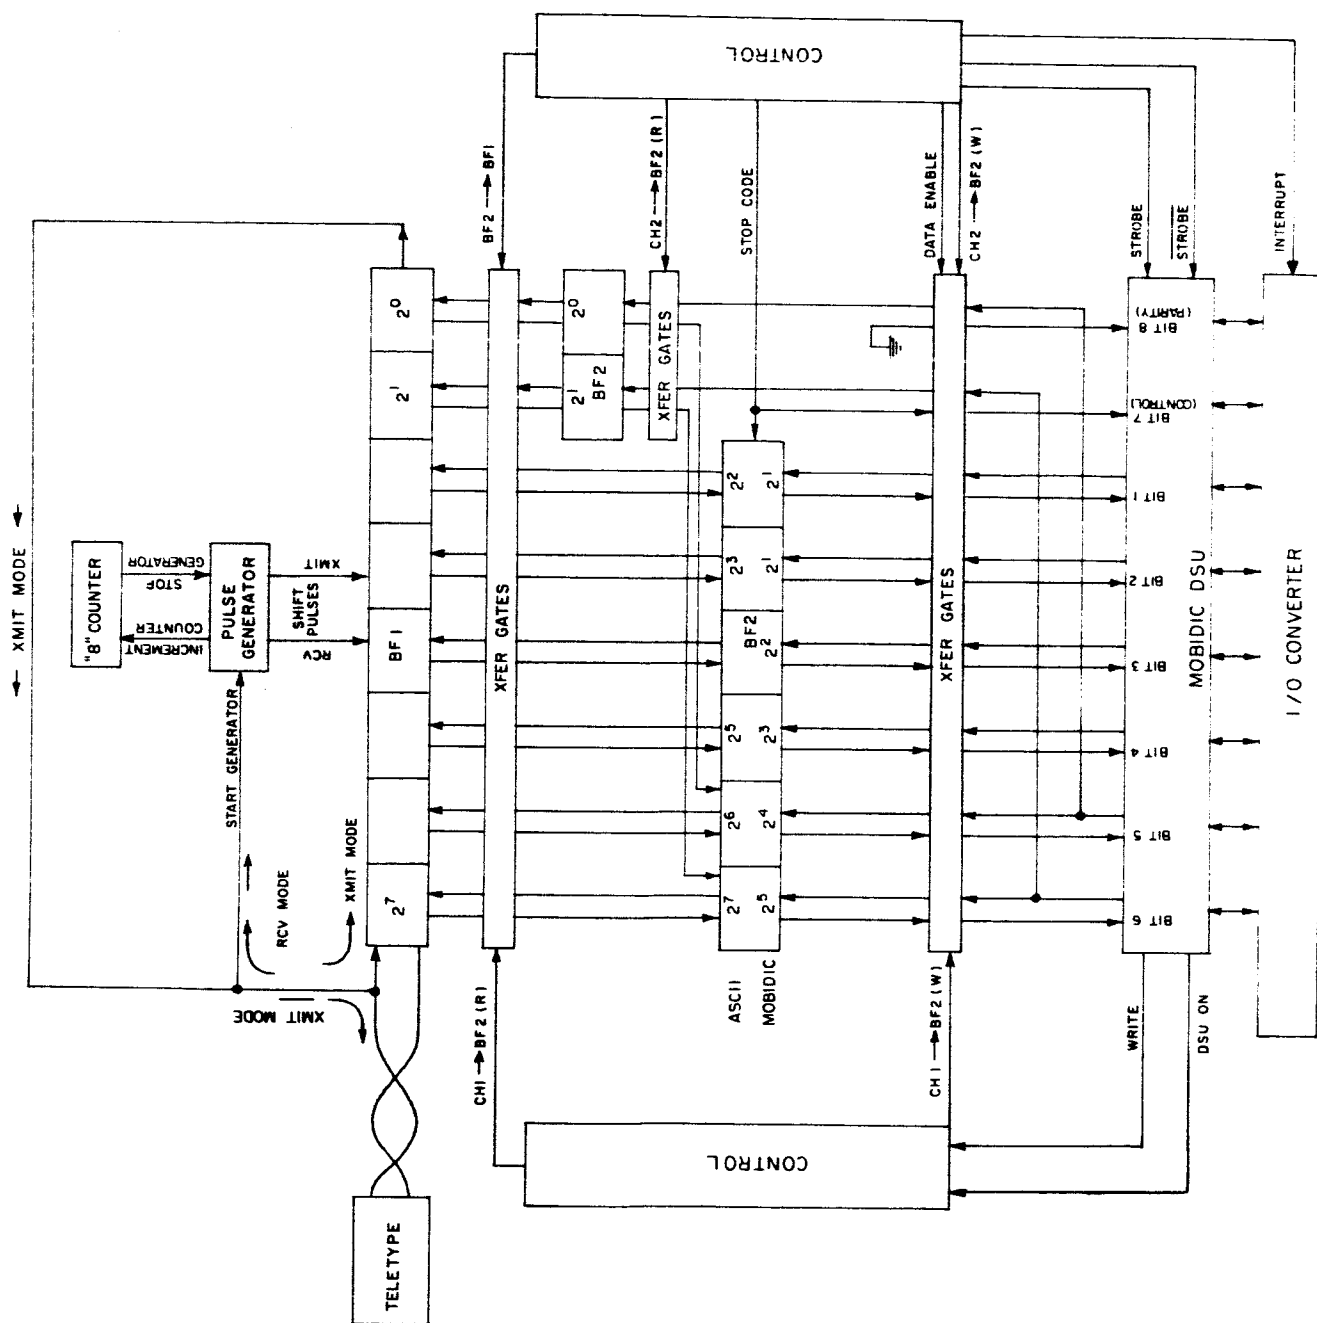 CONTROL
← XMIT MODE →
"8" COUNTER
STOP
GENERATOR
INCREMENT
COUNTER
PULSE
GENERATOR
XMIT
SHIFT
PULSES
RCV
START GENERATOR
RCV MODE
XMIT MODE
XMIT MODE
TELETYPE
2⁷
BF1
2¹
2⁰
BF2 → BF1
XFER GATES
CH1 → BF2 (R)
CH2 → BF2 (R)
2¹
2⁰
BF2
XFER GATES
STOP CODE
ASCII
MOBIDIC
2⁷
2⁶
2⁵
BF2
2³
2²
2⁵
2⁴
2³
2²
2¹
2¹
DATA ENABLE
CH2 → BF2 (W)
CH1 → BF2 (W)
XFER GATES
CONTROL
STROBE
STROBE
INTERRUPT
WRITE
DSU ON
BIT 6
BIT 5
BIT 4
BIT 3
BIT 2
BIT 1
BIT 7
(CONTROL)
BIT 8
(PARITY)
MOBIDIC DSU
I/O CONVERTER